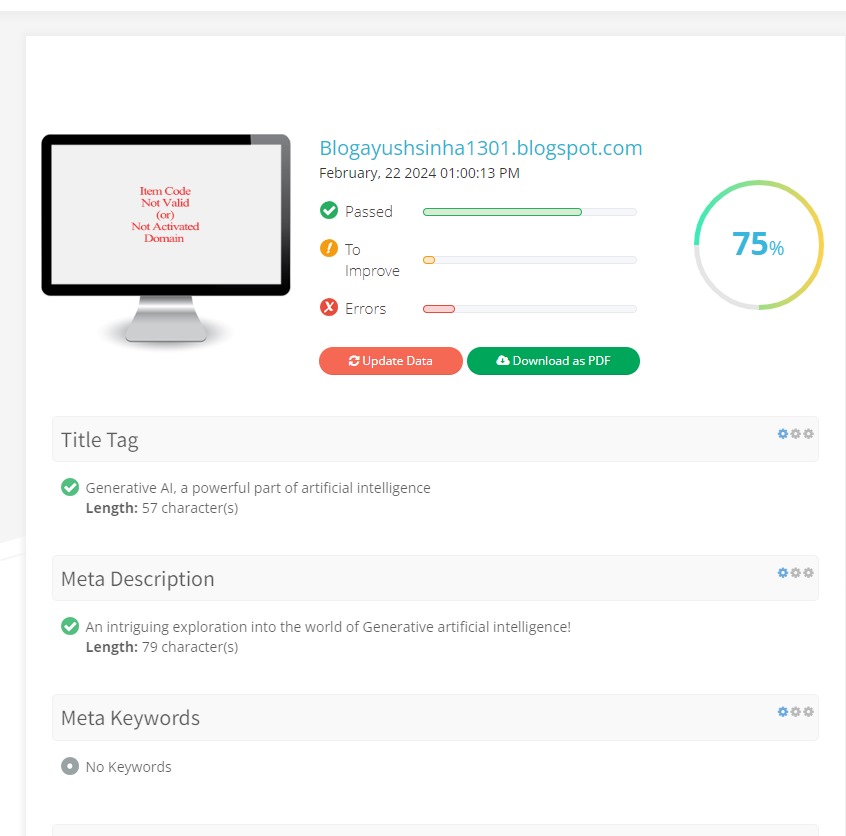 Item Code
Not Valid
(or)
Not Activated
Domain
Blogayushsinha1301.blogspot.com
February, 22 2024 01:00:13 PM
Passed
To
Improve
Errors
75%
Update Data
Download as PDF
Title Tag
Generative AI, a powerful part of artificial intelligence
Length: 57 character(s)
Meta Description
An intriguing exploration into the world of Generative artificial intelligence!
Length: 79 character(s)
Meta Keywords
No Keywords